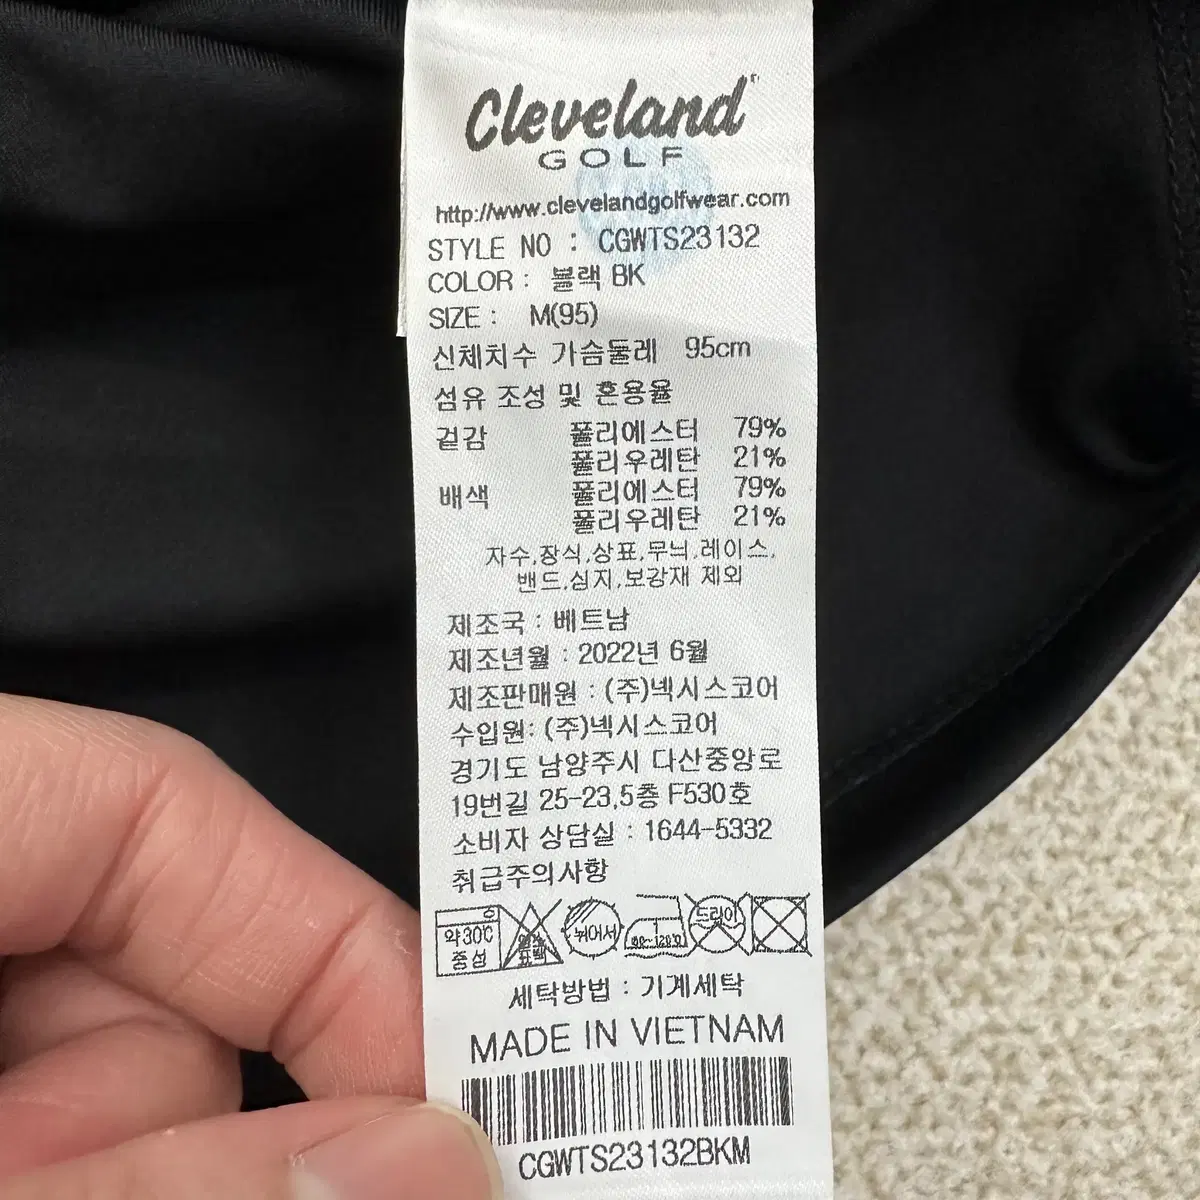 Cleveland
GOLF
http://www.clevelandgolfwear.com
STYLE NO : CGWTS23132
COLOR : 블랙 BK
SIZE : M(95)
신체치수 가슴둘레 95cm
섬유 조성 및 혼용율
겉감 폴리에스터 79%
폴리우레탄 21%
배색 폴리에스터 79%
폴리우레탄 21%
자수,장식,상표,무늬,레이스,
밴드,심지,보강재 제외
제조국 : 베트남
제조년월 : 2022년 6월
제조판매원 : (주)넥시스코어
수입원: (주)넥시스코어
경기도 남양주시 다산중앙로
19번길 25-23,5층 F530호
소비자 상담실 : 1644-5332
취급주의사항
약30℃ 중성 염소 표백 뉘어서 1 80~120℃ 드라이
세탁방법 : 기계세탁
MADE IN VIETNAM
CGWTS23132BKM